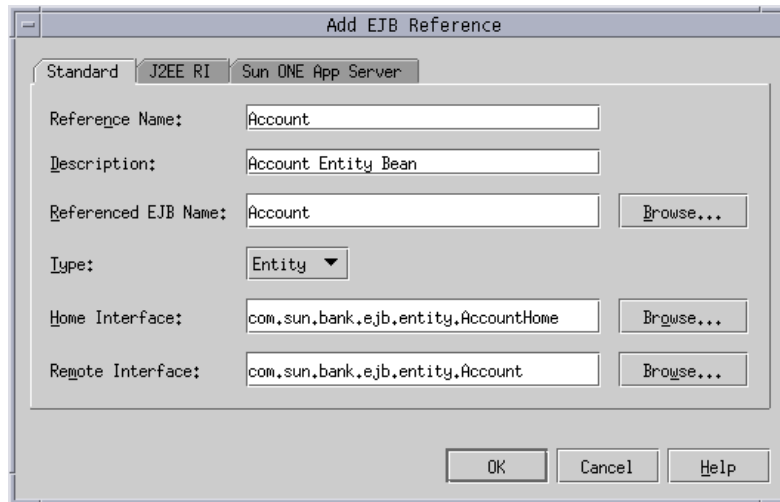 Add EJB Reference
Standard J2EE RI Sun ONE App Server
Reference Name: Account
Description: Account Entity Bean
Referenced EJB Name: Account Browse...
Type: Entity
Home Interface: com.sun.bank.ejb.entity.AccountHome Browse...
Remote Interface: com.sun.bank.ejb.entity.Account Browse...
OK Cancel Help